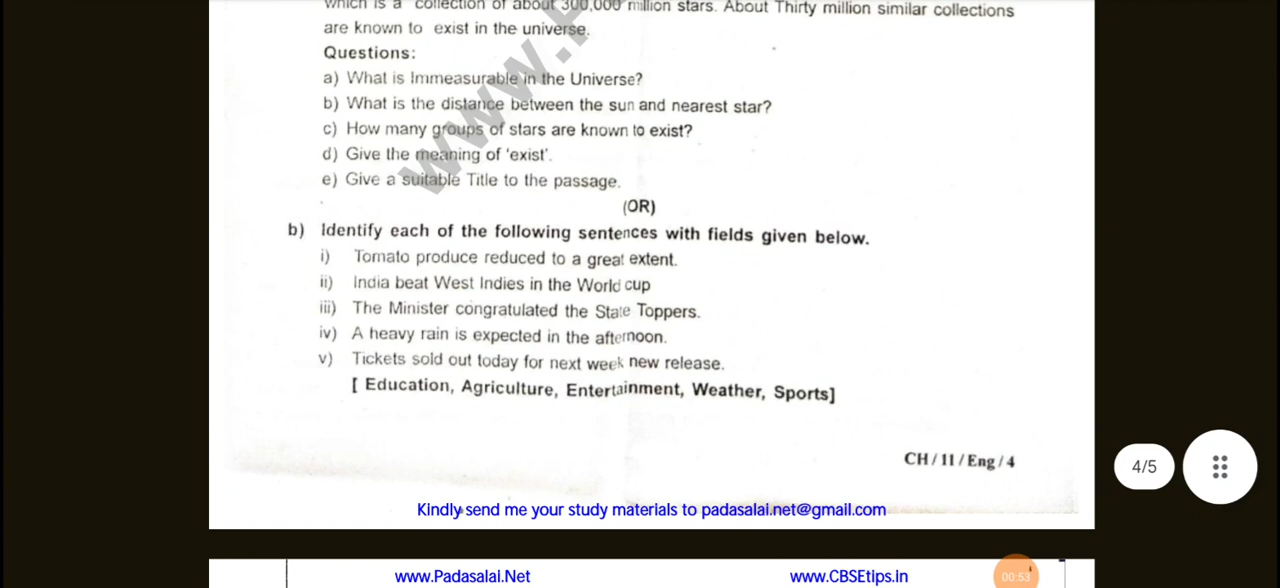 which is a collection of about 300,000 million stars. About Thirty million similar collections
are known to exist in the universe.
Questions:
a) What is Immeasurable in the Universe?
b) What is the distance between the sun and nearest star?
c) How many groups of stars are known to exist?
d) Give the meaning of 'exist'.
e) Give a suitable Title to the passage.
(OR)
b) Identify each of the following sentences with fields given below.
i) Tomato produce reduced to a great extent.
ii) India beat West Indies in the World cup
iii) The Minister congratulated the State Toppers.
iv) A heavy rain is expected in the afternoon.
v) Tickets sold out today for next week new release.
[ Education, Agriculture, Entertainment, Weather, Sports]
CH / 11 / Eng / 4
4/5
Kindly send me your study materials to padasalai.net@gmail.com
www.Padasalai.Net www.CBSEtips.In
00:53
www.P